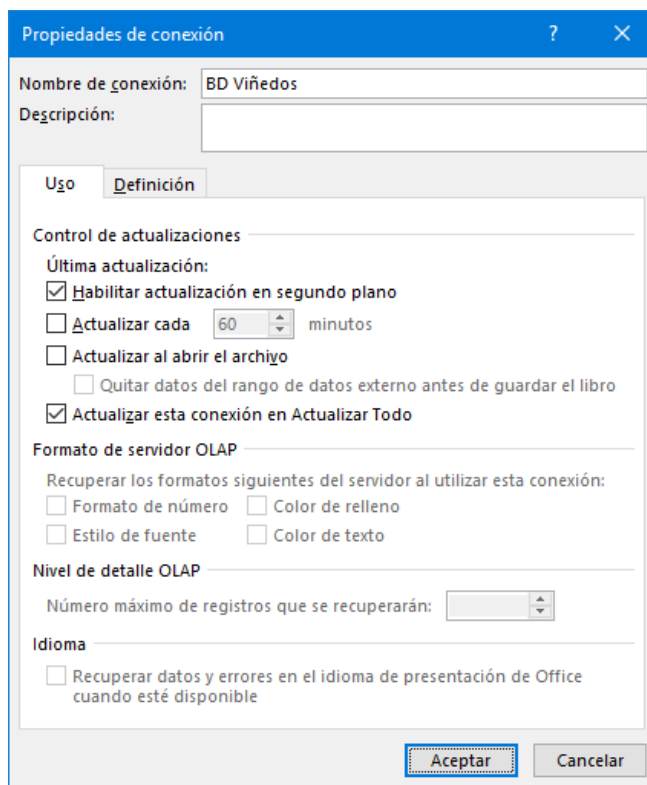 Propiedades de conexión ? ×
Nombre de conexión: BD Viñedos
Descripción:
Uso Definición
Control de actualizaciones
Última actualización:
Habilitar actualización en segundo plano
Actualizar cada 60 minutos
Actualizar al abrir el archivo
Quitar datos del rango de datos externo antes de guardar el libro
Actualizar esta conexión en Actualizar Todo
Formato de servidor OLAP
Recuperar los formatos siguientes del servidor al utilizar esta conexión:
Formato de número Color de relleno
Estilo de fuente Color de texto
Nivel de detalle OLAP
Número máximo de registros que se recuperarán:
Idioma
Recuperar datos y errores en el idioma de presentación de Office
cuando esté disponible
Aceptar Cancelar